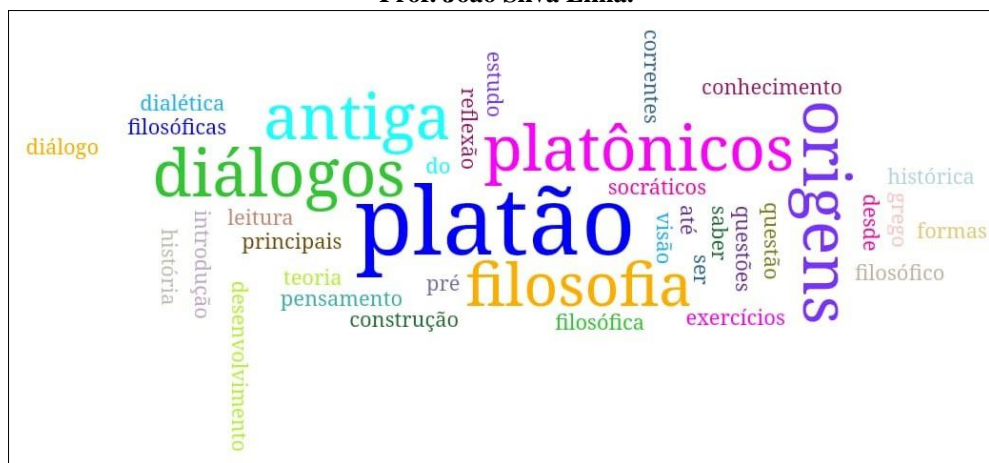 Prof. João Silva Lima.
correntes
estudo
conhecimento
dialética
antiga
reflexão
origens
filosóficas
platônicos
diálogo
diálogos
do
histórica
socráticos
platão
desde
grego
leitura
introdução
visão
até
saber
questões
questão
formas
história
principais
ser
filosofia
filosófico
teoria
pré
pensamento
desenvolvimento
construção
filosófica
exercícios